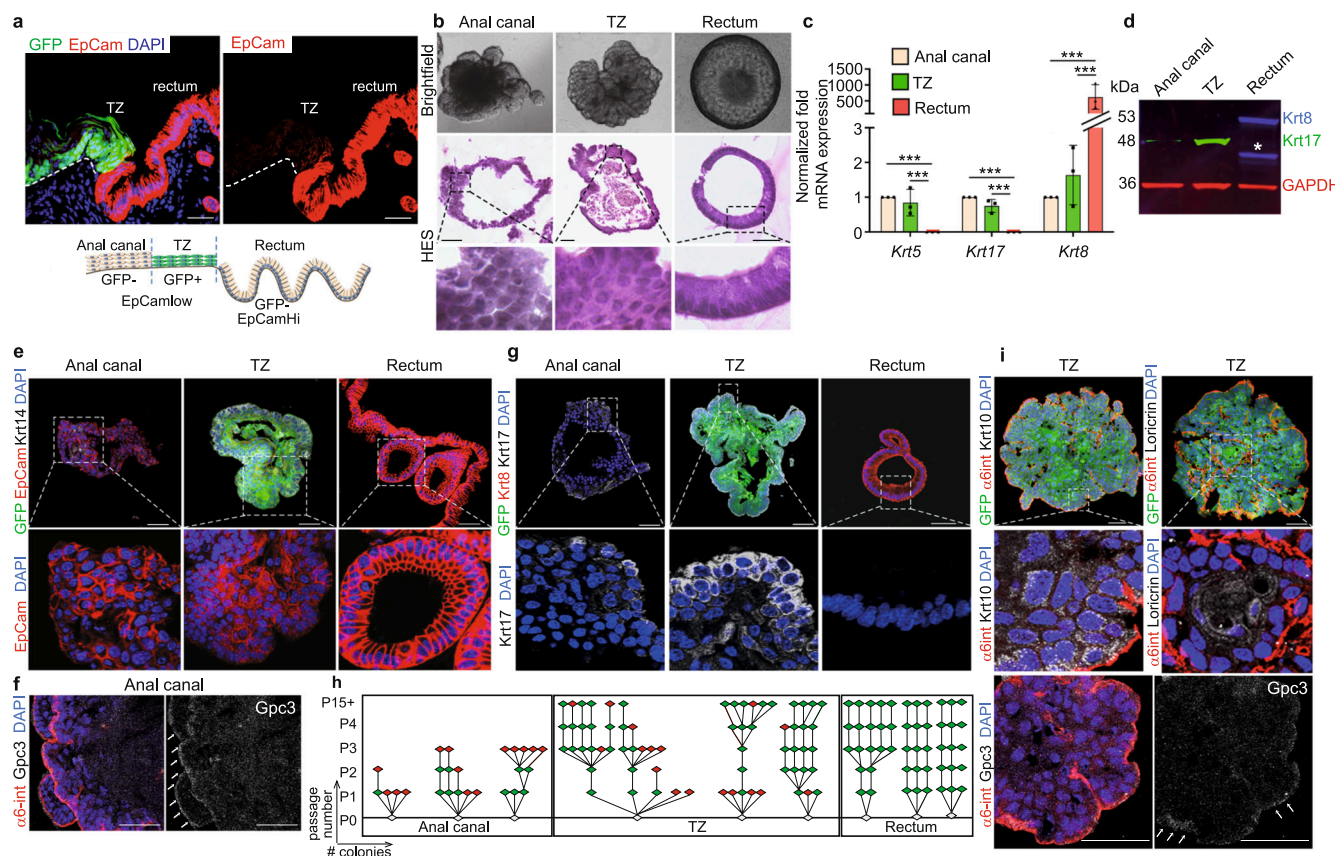 a
GFP EpCam DAPI
EpCam
rectum
TZ
rectum
TZ
Anal canal
TZ
Rectum
GFP-
GFP+
GFP-
EpCamlow
EpCamHi
b
Anal canal
TZ
Rectum
Brightfield
HES
c
Normalized fold
mRNA expression
1500
1000
500
2
1
0
Anal canal
TZ
Rectum
***
***
***
***
***
***
Krt5
Krt17
Krt8
d
Anal canal
TZ
Rectum
kDa
53
48
36
Krt8
Krt17
*
GAPDH
e
Anal canal
TZ
Rectum
GFP EpCam Krt14 DAPI
EpCam DAPI
g
Anal canal
TZ
Rectum
GFP Krt8 Krt17 DAPI
Krt17 DAPI
i
TZ
TZ
GFP α6int Krt10 DAPI
GFP α6int Loricrin DAPI
α6int Krt10 DAPI
α6int Loricrin DAPI
f
Anal canal
α6-int Gpc3 DAPI
Gpc3
h
P15+
P4
P3
P2
P1
P0
passage
number
# colonies
Anal canal
TZ
Rectum
α6-int Gpc3 DAPI
Gpc3